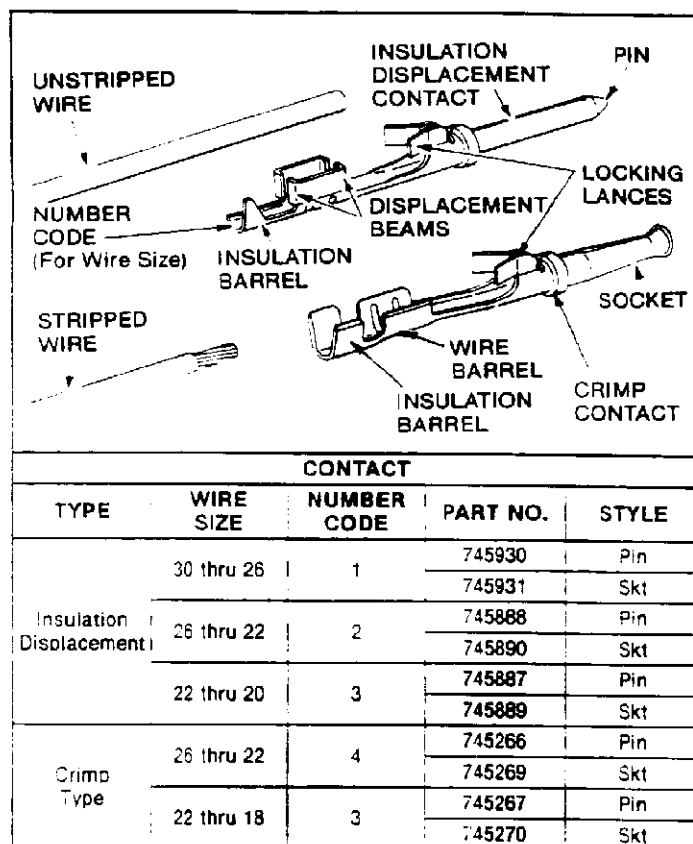 UNSTRIPPED
WIRE
INSULATION
DISPLACEMENT
CONTACT
PIN
NUMBER
CODE
(For Wire Size)
INSULATION
BARREL
DISPLACEMENT
BEAMS
LOCKING
LANCES
STRIPPED
WIRE
WIRE
BARREL
INSULATION
BARREL
SOCKET
CRIMP
CONTACT
CONTACT
TYPE WIRE SIZE NUMBER CODE PART NO. STYLE
Insulation Displacement 30 thru 26 1 745930 Pin
745931 Skt
26 thru 22 2 745888 Pin
745890 Skt
22 thru 20 3 745887 Pin
745889 Skt
Crimp Type 26 thru 22 4 745266 Pin
745269 Skt
22 thru 18 3 745267 Pin
745270 Skt